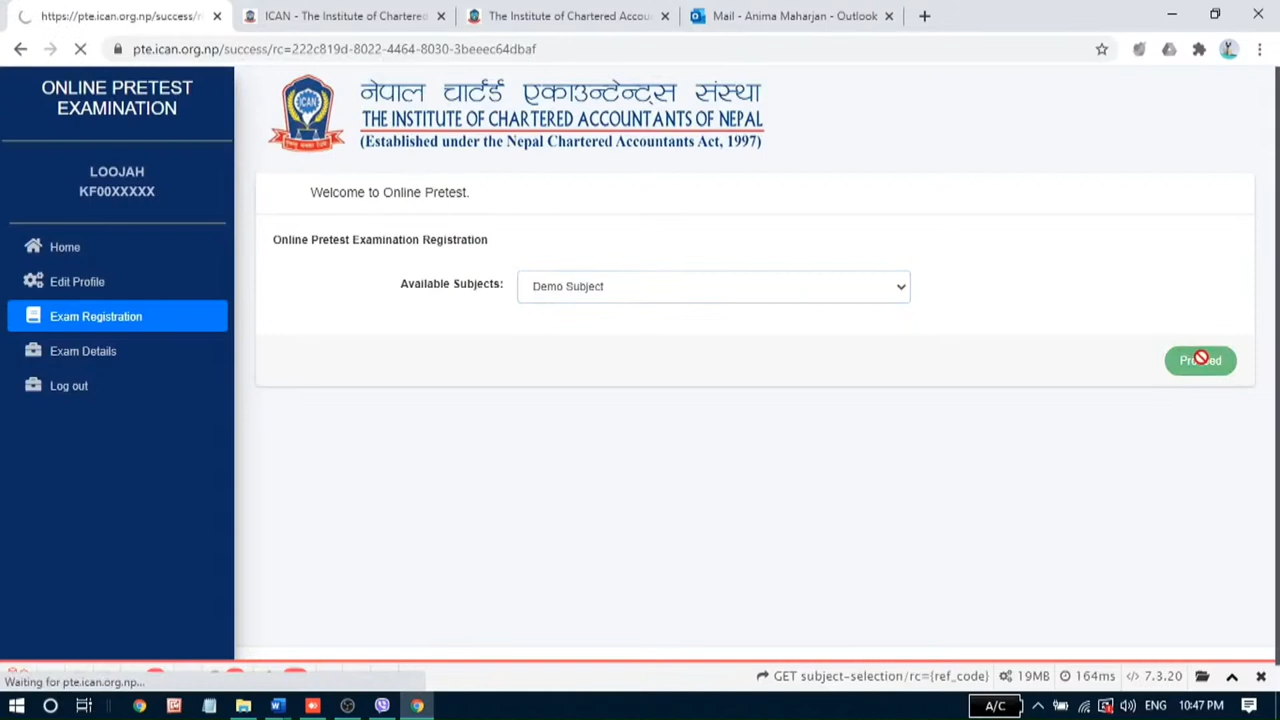 https://pte.ican.org.np/success/r
ICAN - The Institute of Chartered
The Institute of Chartered Accou
Mail - Anima Maharjan - Outlook
pte.ican.org.np/success/rc=222c819d-8022-4464-8030-3beeec64dbaf
ONLINE PRETEST
EXAMINATION
LOOJAH
KF00XXXXX
Home
Edit Profile
Exam Registration
Exam Details
Log out
ICAN
नेपाल चार्टर्ड एकाउन्टेन्ट्स संस्था
THE INSTITUTE OF CHARTERED ACCOUNTANTS OF NEPAL
(Established under the Nepal Chartered Accountants Act, 1997)
Welcome to Online Pretest.
Online Pretest Examination Registration
Available Subjects:
Demo Subject
Proceed
Waiting for pte.ican.org.np...
GET subject-selection/rc={ref_code}
19MB
164ms
7.3.20
A/C
ENG
10:47 PM